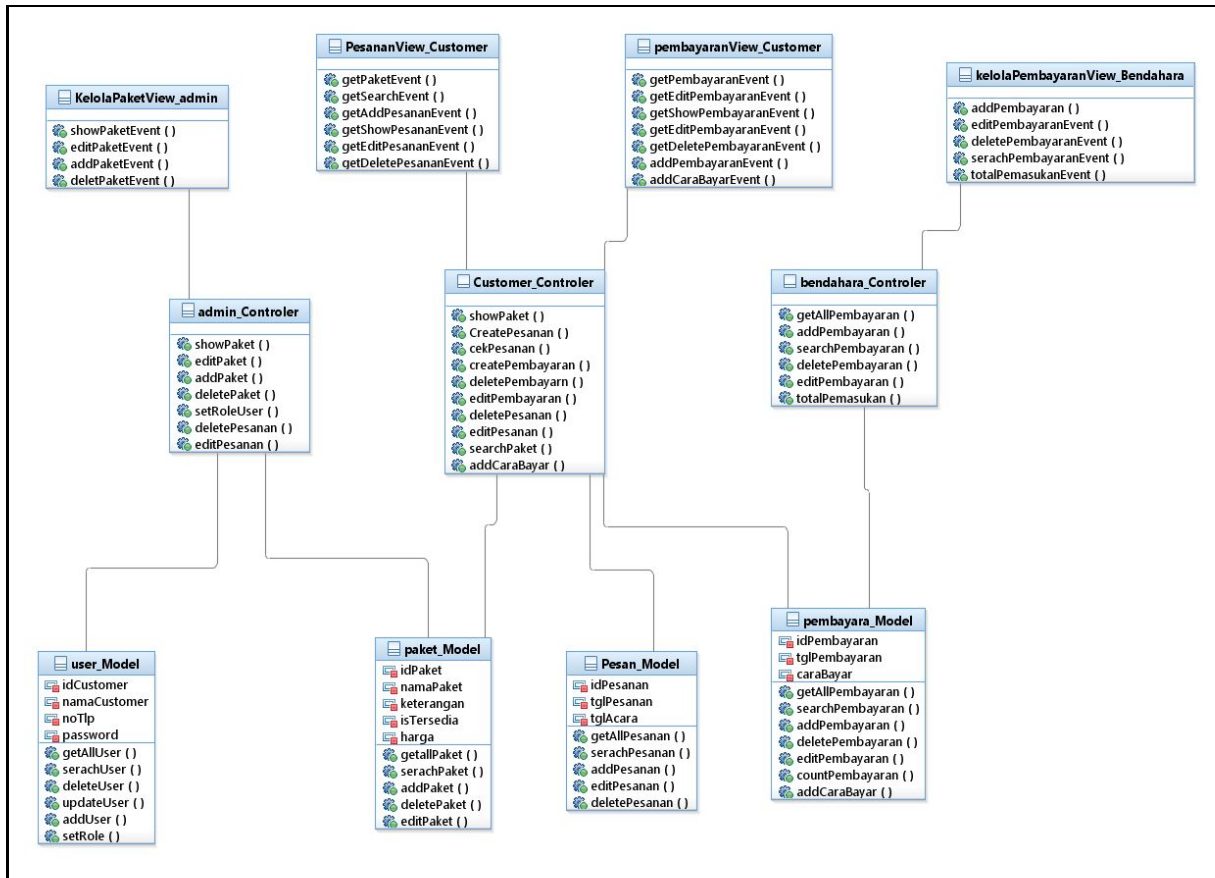 KelolaPaketView_admin
showPaketEvent ( )
editPaketEvent ( )
addPaketEvent ( )
deletPaketEvent ( )
PesananView_Customer
getPaketEvent ( )
getSearchEvent ( )
getAddPesananEvent ( )
getShowPesananEvent ( )
getEditPesananEvent ( )
getDeletePesananEvent ( )
pembayaranView_Customer
getPembayaranEvent ( )
getEditPembayaranEvent ( )
getShowPembayaranEvent ( )
getEditPembayaranEvent ( )
getDeletePembayaranEvent ( )
addPembayaranEvent ( )
addCaraBayarEvent ( )
kelolaPembayaranView_Bendahara
addPembayaran ( )
editPembayaranEvent ( )
deletePembayaranEvent ( )
serachPembayaranEvent ( )
totalPemasukanEvent ( )
admin_Controler
showPaket ( )
editPaket ( )
addPaket ( )
deletePaket ( )
setRoleUser ( )
deletePesanan ( )
editPesanan ( )
Customer_Controler
showPaket ( )
CreatePesanan ( )
cekPesanan ( )
createPembayaran ( )
deletePembayarn ( )
editPembayaran ( )
deletePesanan ( )
editPesanan ( )
searchPaket ( )
addCaraBayar ( )
bendahara_Controler
getAllPembayaran ( )
addPembayaran ( )
searchPembayaran ( )
deletePembayaran ( )
editPembayaran ( )
totalPemasukan ( )
user_Model
idCustomer
namaCustomer
noTlp
password
getAllUser ( )
serachUser ( )
deleteUser ( )
updateUser ( )
addUser ( )
setRole ( )
paket_Model
idPaket
namaPaket
keterangan
isTersedia
harga
getallPaket ( )
serachPaket ( )
addPaket ( )
deletePaket ( )
editPaket ( )
Pesan_Model
idPesanan
tglPesanan
tglAcara
getAllPesanan ( )
serachPesanan ( )
addPesanan ( )
editPesanan ( )
deletePesanan ( )
pembayara_Model
idPembayaran
tglPembayaran
caraBayar
getAllPembayaran ( )
searchPembayaran ( )
addPembayaran ( )
deletePembayaran ( )
editPembayaran ( )
countPembayaran ( )
addCaraBayar ( )